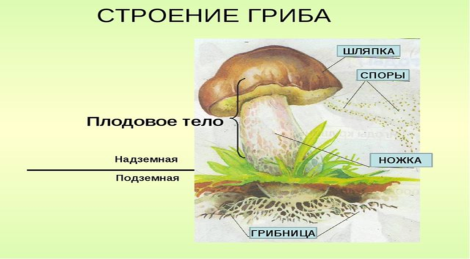 СТРОЕНИЕ ГРИБА
ШЛЯПКА
СПОРЫ
Плодовое тело
Надземная
НОЖКА
Подземная
ГРИБНИЦА